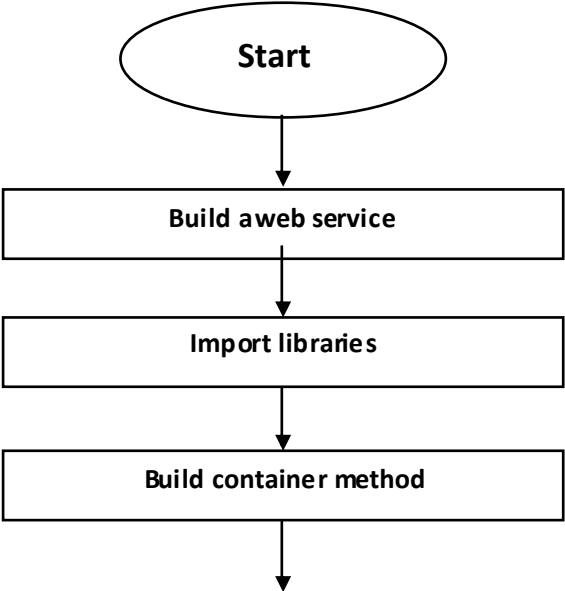 Start
Build aweb service
Import libraries
Build container method